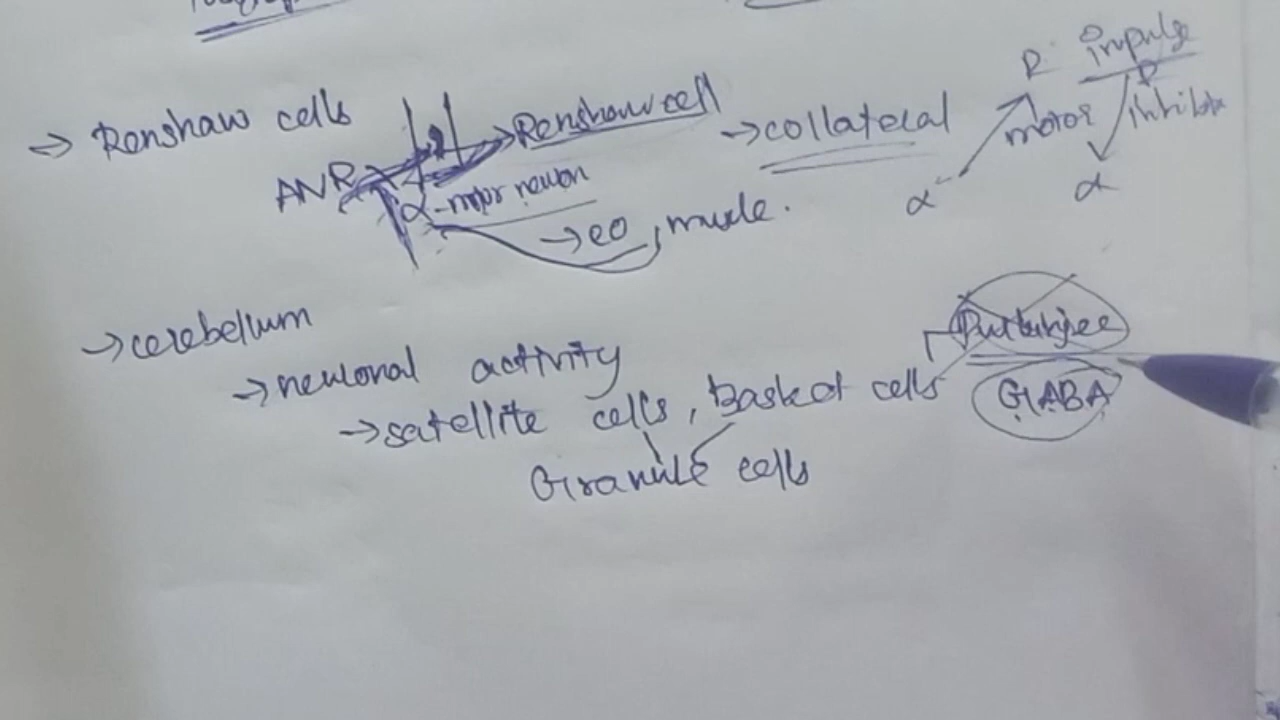 → Renshaw cells
ANR
→ Renshaw cell
α-motor neuron
→ eo, muscle.
→ collateral
R impulse
motor inhibit
α α
→ cerebellum
→ neuronal activity
→ satellite cells, Basket cells
Granule cells
Purkinjee
GABA